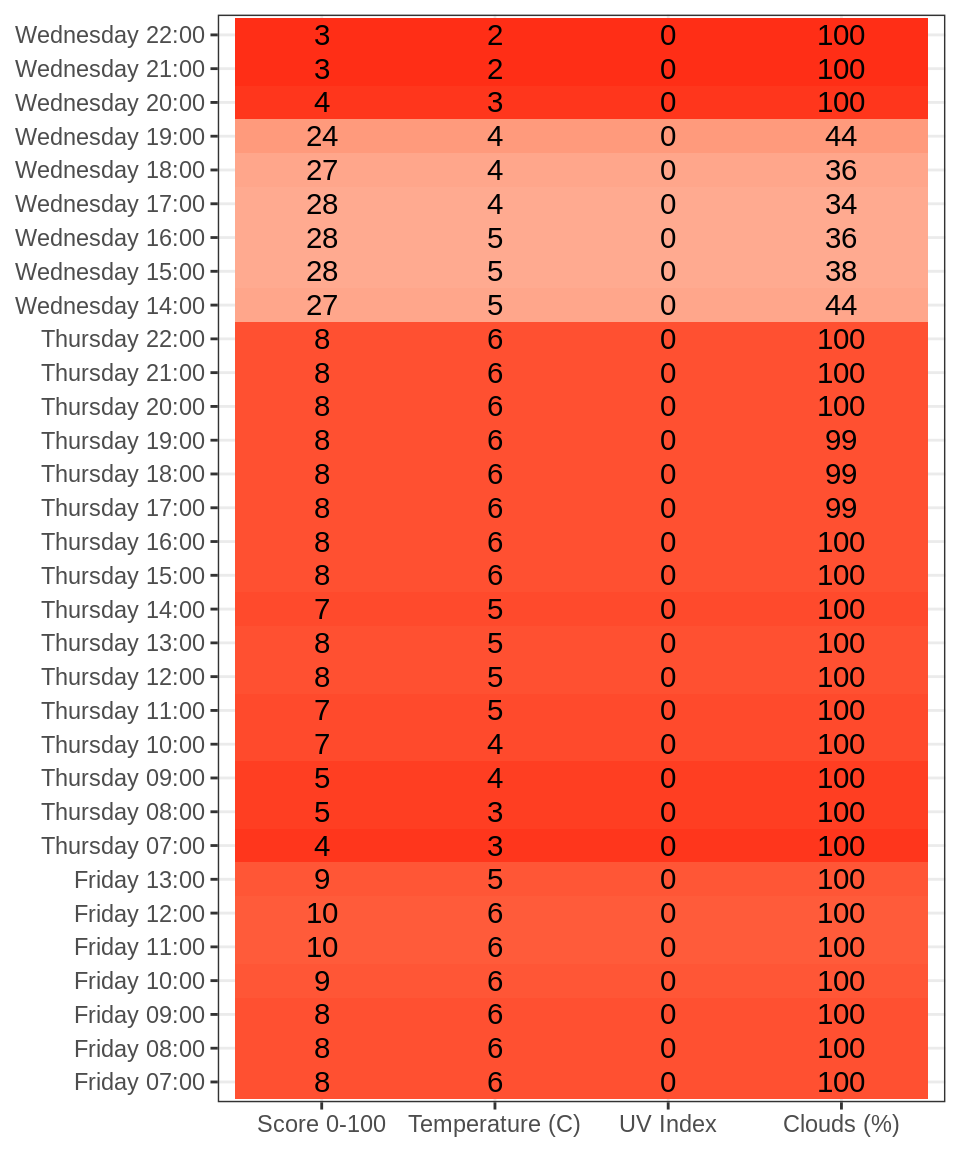 Wednesday 22:00 3 2 0 100
Wednesday 21:00 3 2 0 100
Wednesday 20:00 4 3 0 100
Wednesday 19:00 24 4 0 44
Wednesday 18:00 27 4 0 36
Wednesday 17:00 28 4 0 34
Wednesday 16:00 28 5 0 36
Wednesday 15:00 28 5 0 38
Wednesday 14:00 27 5 0 44
Thursday 22:00 8 6 0 100
Thursday 21:00 8 6 0 100
Thursday 20:00 8 6 0 100
Thursday 19:00 8 6 0 99
Thursday 18:00 8 6 0 99
Thursday 17:00 8 6 0 99
Thursday 16:00 8 6 0 100
Thursday 15:00 8 6 0 100
Thursday 14:00 7 5 0 100
Thursday 13:00 8 5 0 100
Thursday 12:00 8 5 0 100
Thursday 11:00 7 5 0 100
Thursday 10:00 7 4 0 100
Thursday 09:00 5 4 0 100
Thursday 08:00 5 3 0 100
Thursday 07:00 4 3 0 100
Friday 13:00 9 5 0 100
Friday 12:00 10 6 0 100
Friday 11:00 10 6 0 100
Friday 10:00 9 6 0 100
Friday 09:00 8 6 0 100
Friday 08:00 8 6 0 100
Friday 07:00 8 6 0 100
Score 0-100 Temperature (C) UV Index Clouds (%)